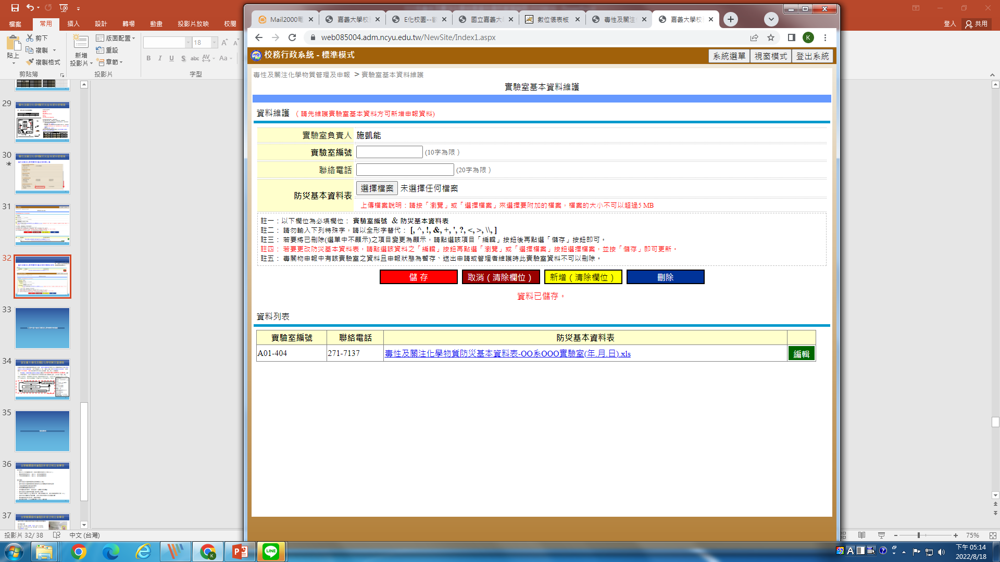 檔案 常用 插入 設計 轉場 動畫 投影片放映 校閱
登入 共用
貼上 剪下 複製 複製格式 剪貼簿
新增投影片 版面配置 重設 章節 投影片
18
B I U S abc AV Aa
字型
Mail2000電 嘉義大學校 E化校園-- 國立嘉義大 數位儀表板 毒性及關注 嘉義大學校
web085004.adm.ncyu.edu.tw/NewSite/Index1.aspx
K
校務行政系統 - 標準模式
系統選單 視窗模式 登出系統
毒性及關注化學物質管理及申報 > 實驗室基本資料維護
實驗室基本資料維護
資料維護 ( 請先維護實驗室基本資料方可新增申報資料)
實驗室負責人 施凱能
實驗室編號 (10字為限 )
聯絡電話 (20字為限 )
防災基本資料表 選擇檔案 未選擇任何檔案
上傳檔案說明：請按「瀏覽」或「選擇檔案」來選擇要附加的檔案，檔案的大小不可以超過5 MB
註一：以下欄位為必填欄位： 實驗室編號 & 防災基本資料表
註二： 請勿輸入下列特殊字，請以全形字替代： [, ^, !, &, +, ', ?, <, >, \\, ]
註三： 若要將已刪除(選單中不顯示)之項目變更為顯示，請點選該項目「編輯」按鈕後再點選「儲存」按鈕即可。
註四： 若要更改防災基本資料表，請點選該資料之「編輯」按鈕再點選「瀏覽」或「選擇檔案」按鈕選擇檔案，並按「儲存」即可更新。
註五： 毒關物申報中有該實驗室之資料且申報狀態為暫存、送出申請或管理者維護時此實驗室資料不可以刪除。
儲 存 取消 ( 清除欄位 ) 新增 ( 清除欄位 ) 刪除
資料已儲存。
資料列表
實驗室編號 聯絡電話 防災基本資料表
A01-404 271-7137 毒性及關注化學物質防災基本資料表-OO系OOO實驗室(年.月.日).xls 編輯
29
30
31
32
33
34
35
36
37
投影片 32/ 38 中文 (台灣)
75%
LINE
A
下午 05:14
2022/8/18